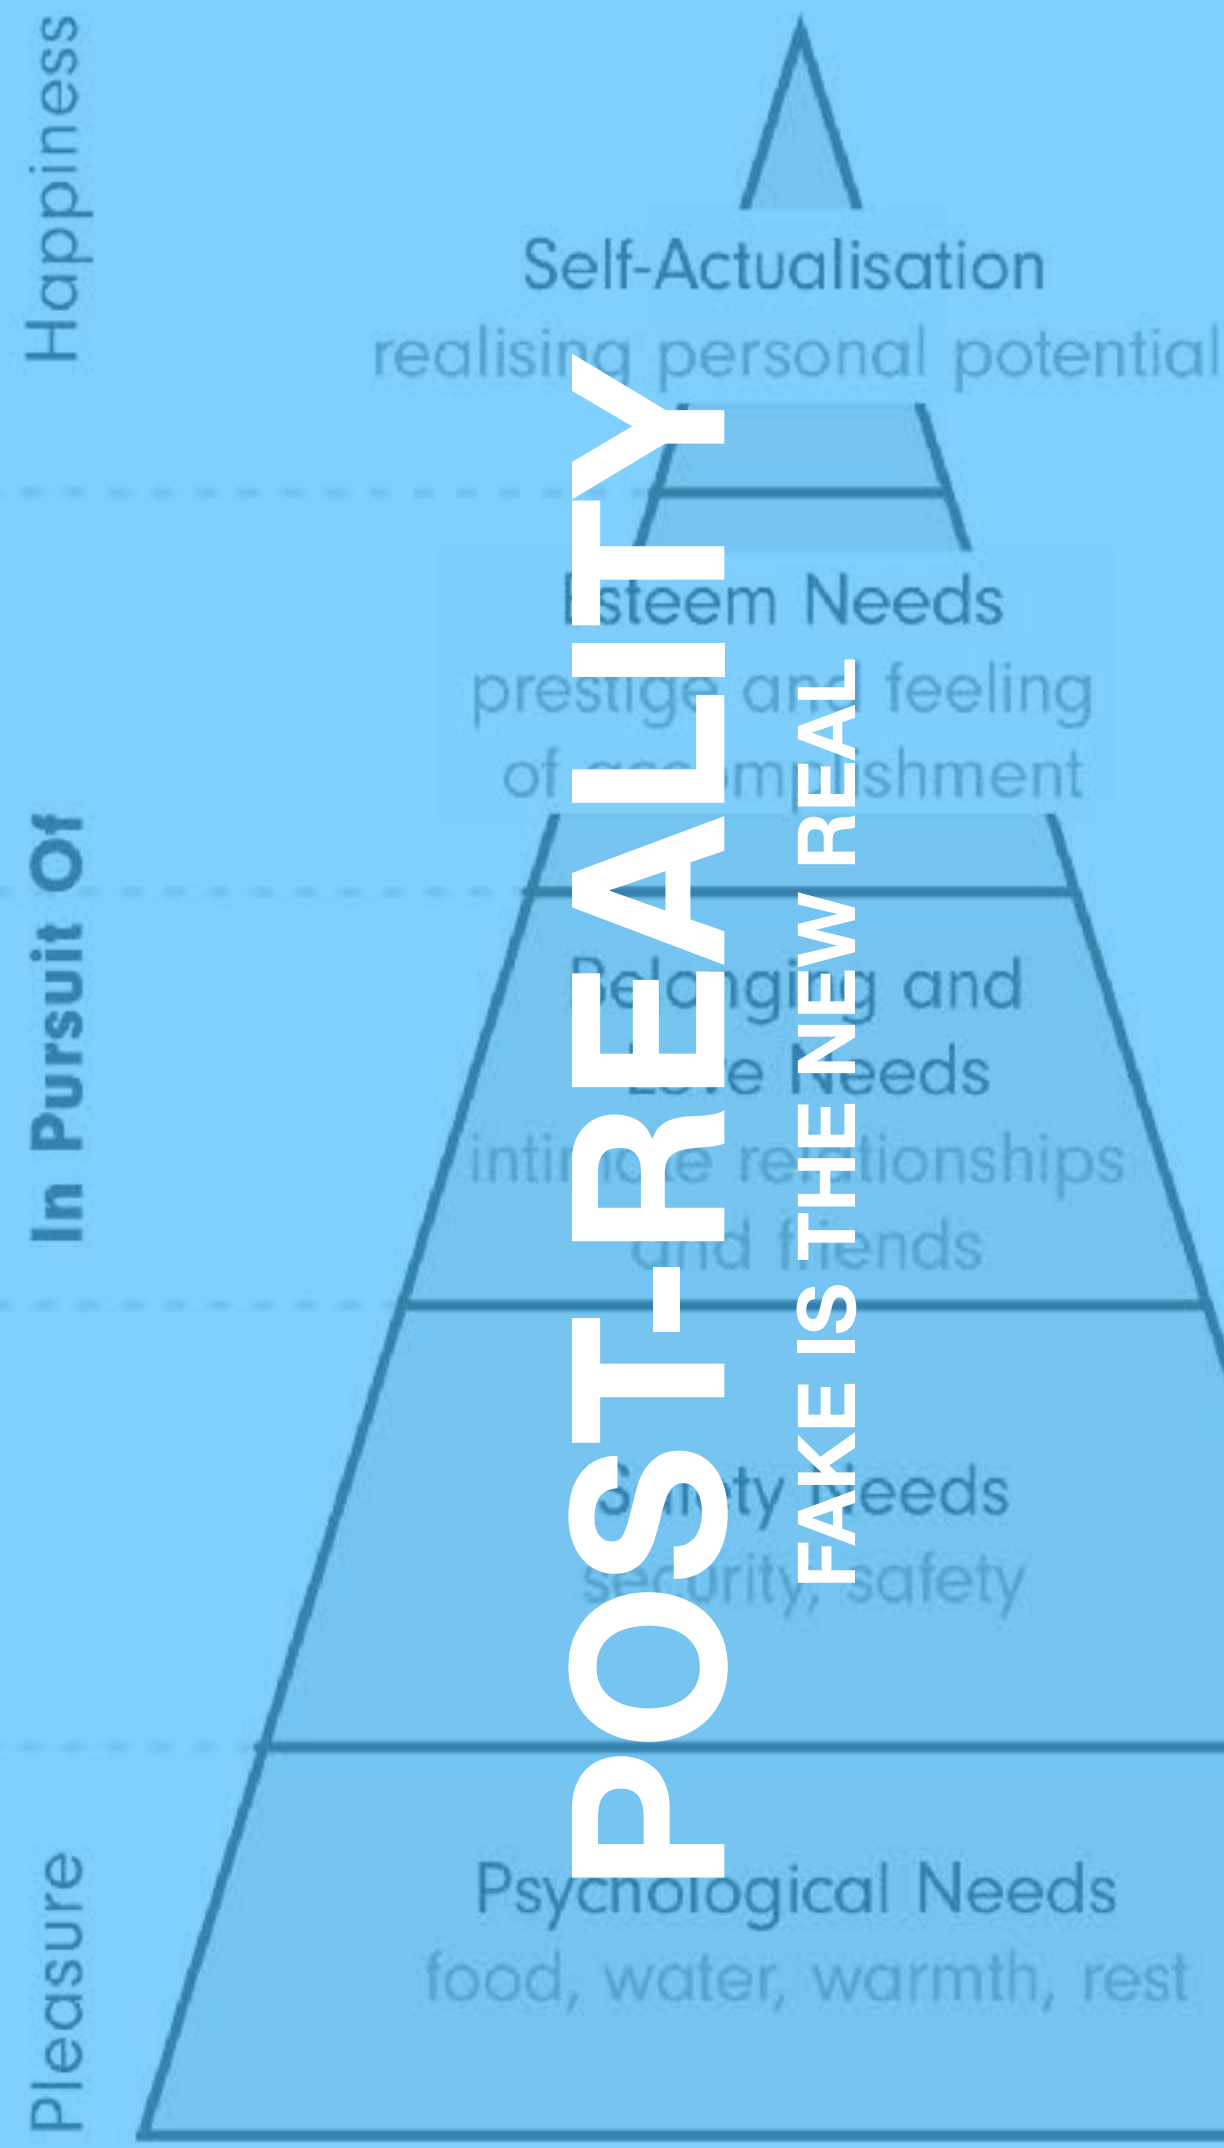 Happiness
In Pursuit Of
Pleasure
Self-Actualisation
realising personal potential
Esteem Needs
prestige and feeling
of accomplishment
Belonging and
Love Needs
intimate relationships
and friends
Safety Needs
security, safety
Psychological Needs
food, water, warmth, rest
POST-REALITY
FAKE IS THE NEW REAL